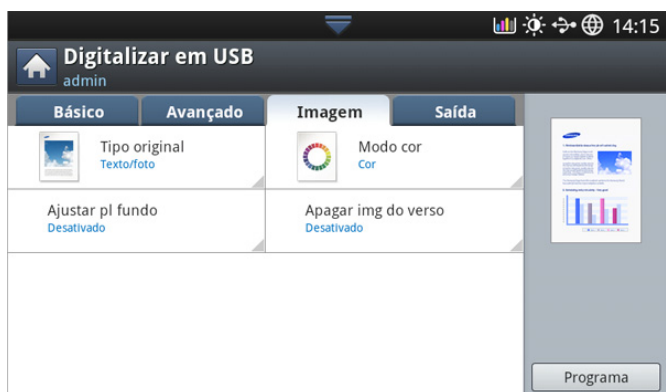 14:15
Digitalizar em USB
admin
Básico
Avançado
Imagem
Saída
Tipo original
Texto/foto
Modo cor
Cor
Ajustar pl fundo
Desativado
Apagar img do verso
Desativado
Programa